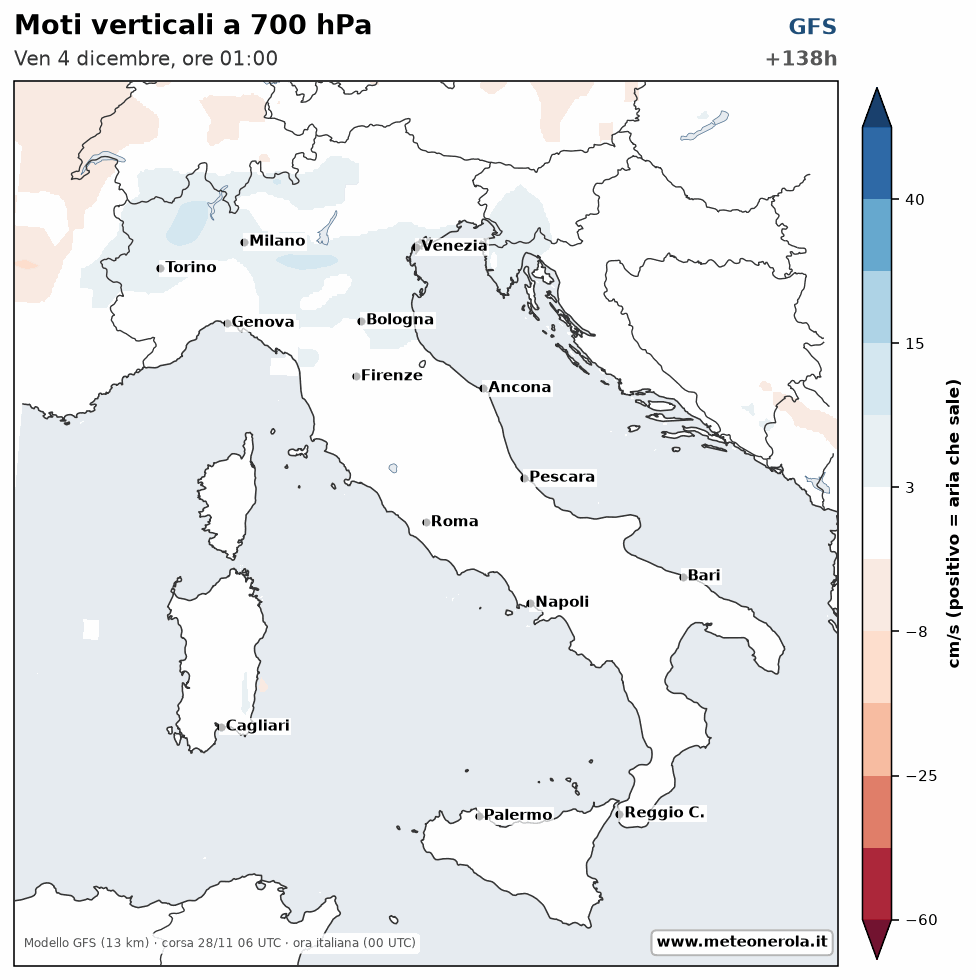 Moti verticali a 700 hPa
GFS
Ven 4 dicembre, ore 01:00
+138h
40
15
3
−8
−25
−60
cm/s (positivo = aria che sale)
Milano
Venezia
Torino
Genova
Bologna
Firenze
Ancona
Pescara
Roma
Bari
Napoli
Cagliari
Palermo
Reggio C.
Modello GFS (13 km) · corsa 28/11 06 UTC · ora italiana (00 UTC)
www.meteonerola.it